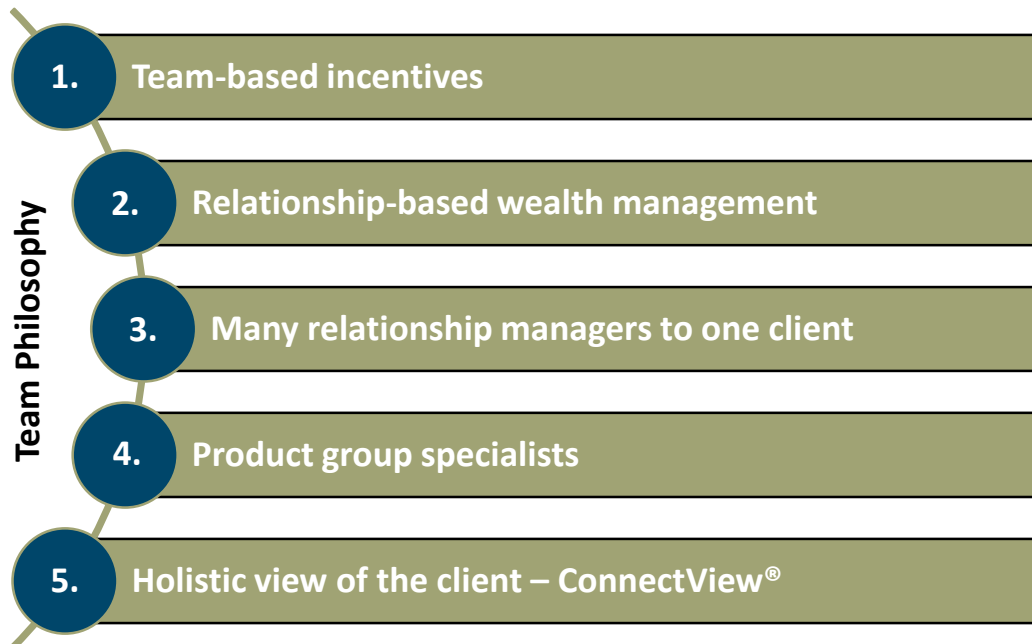 Team Philosophy
1. Team-based incentives
2. Relationship-based wealth management
3. Many relationship managers to one client
4. Product group specialists
5. Holistic view of the client – ConnectView®